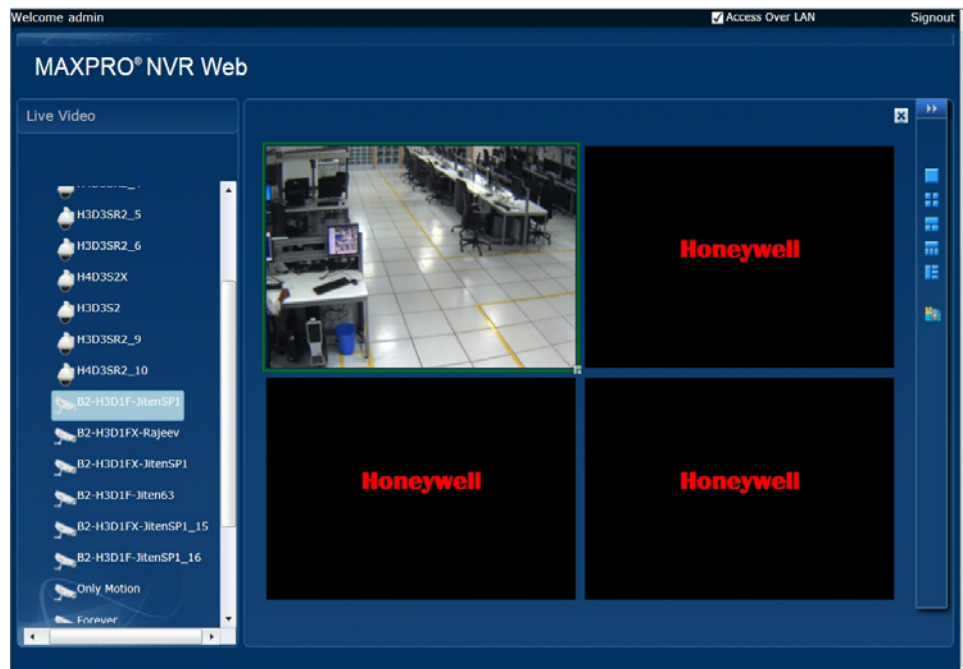 Welcome admin
Access Over LAN
Signout
MAXPRO® NVR Web
Live Video
H3D3SR2_5
H3D3SR2_6
H4D3S2X
H3D3S2
H3D3SR2_9
H4D3SR2_10
B2-H3D1F-JitenSP1
B2-H3D1FX-Rajeev
B2-H3D1FX-JitenSP1
B2-H3D1F-Jiten63
B2-H3D1FX-JitenSP1_15
B2-H3D1F-JitenSP1_16
Only Motion
Forever
Honeywell
Honeywell
Honeywell